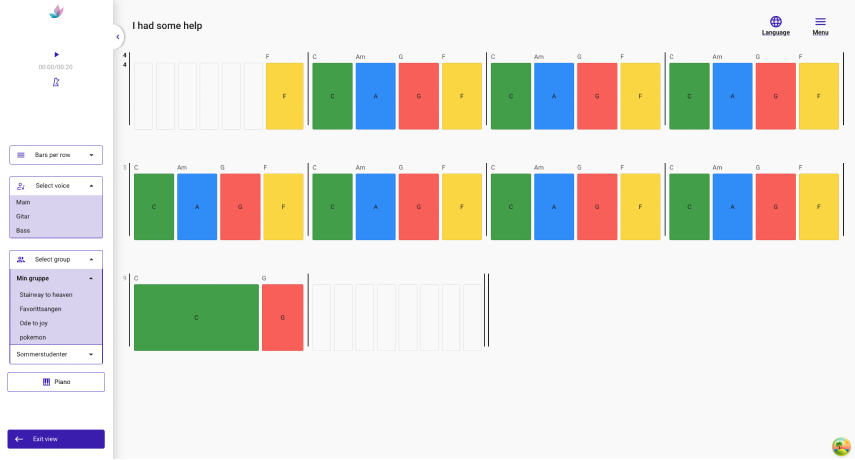 I had some help
Language
Menu
00:00/00:20
Bars per row
Select voice
Main
Gitar
Bass
Select group
Min gruppe
Stairway to heaven
Favorittsangen
Ode to joy
pokemon
Sommerstudenter
Piano
Exit view
4
4
F C Am G F C Am G F C Am G F
F C A G F C A G F C A G F
5 C Am G F C Am G F C Am G F C Am G F
C A G F C A G F C A G F C A G F
9 C G
C G